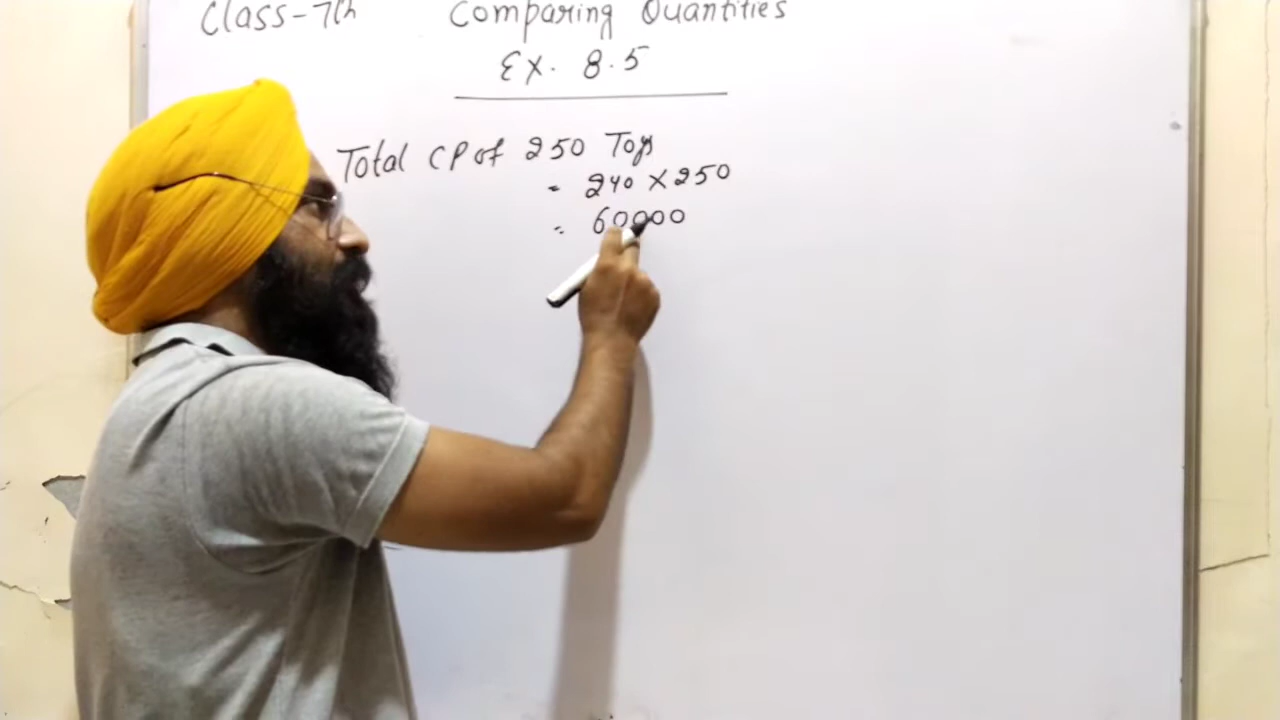 Class-7th Comparing Quantities
Ex. 8.5
Total CP of 250 Toys
= 240 × 250
= 60000